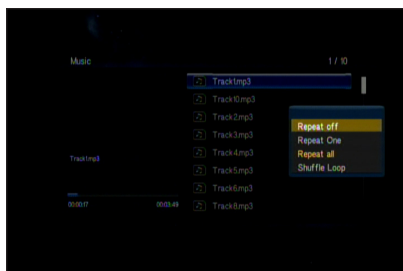 Music
1 / 10
Track1.mp3
Track10.mp3
Track2.mp3
Track3.mp3
Track4.mp3
Track5.mp3
Track6.mp3
Track8.mp3
Repeat off
Repeat One
Repeat all
Shuffle Loop
Track1.mp3
00:00:17
00:03:49